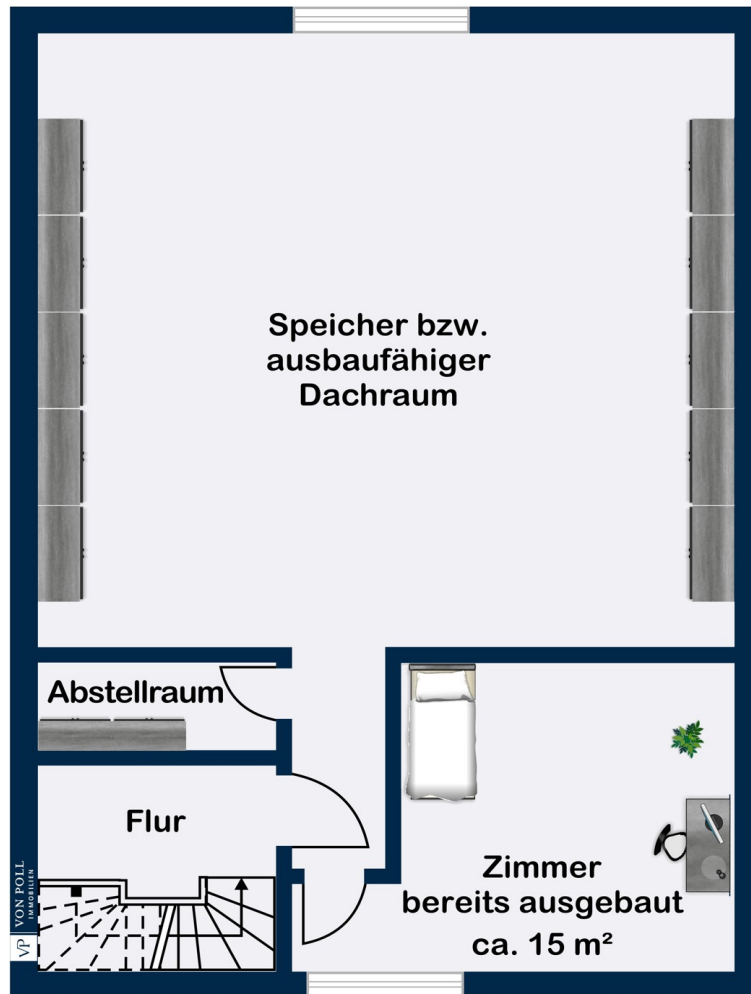 Speicher bzw.
ausbaufähiger
Dachraum
Abstellraum
Flur
Zimmer
bereits ausgebaut
ca. 15 m²
VP
VON POLL
IMMOBILIEN